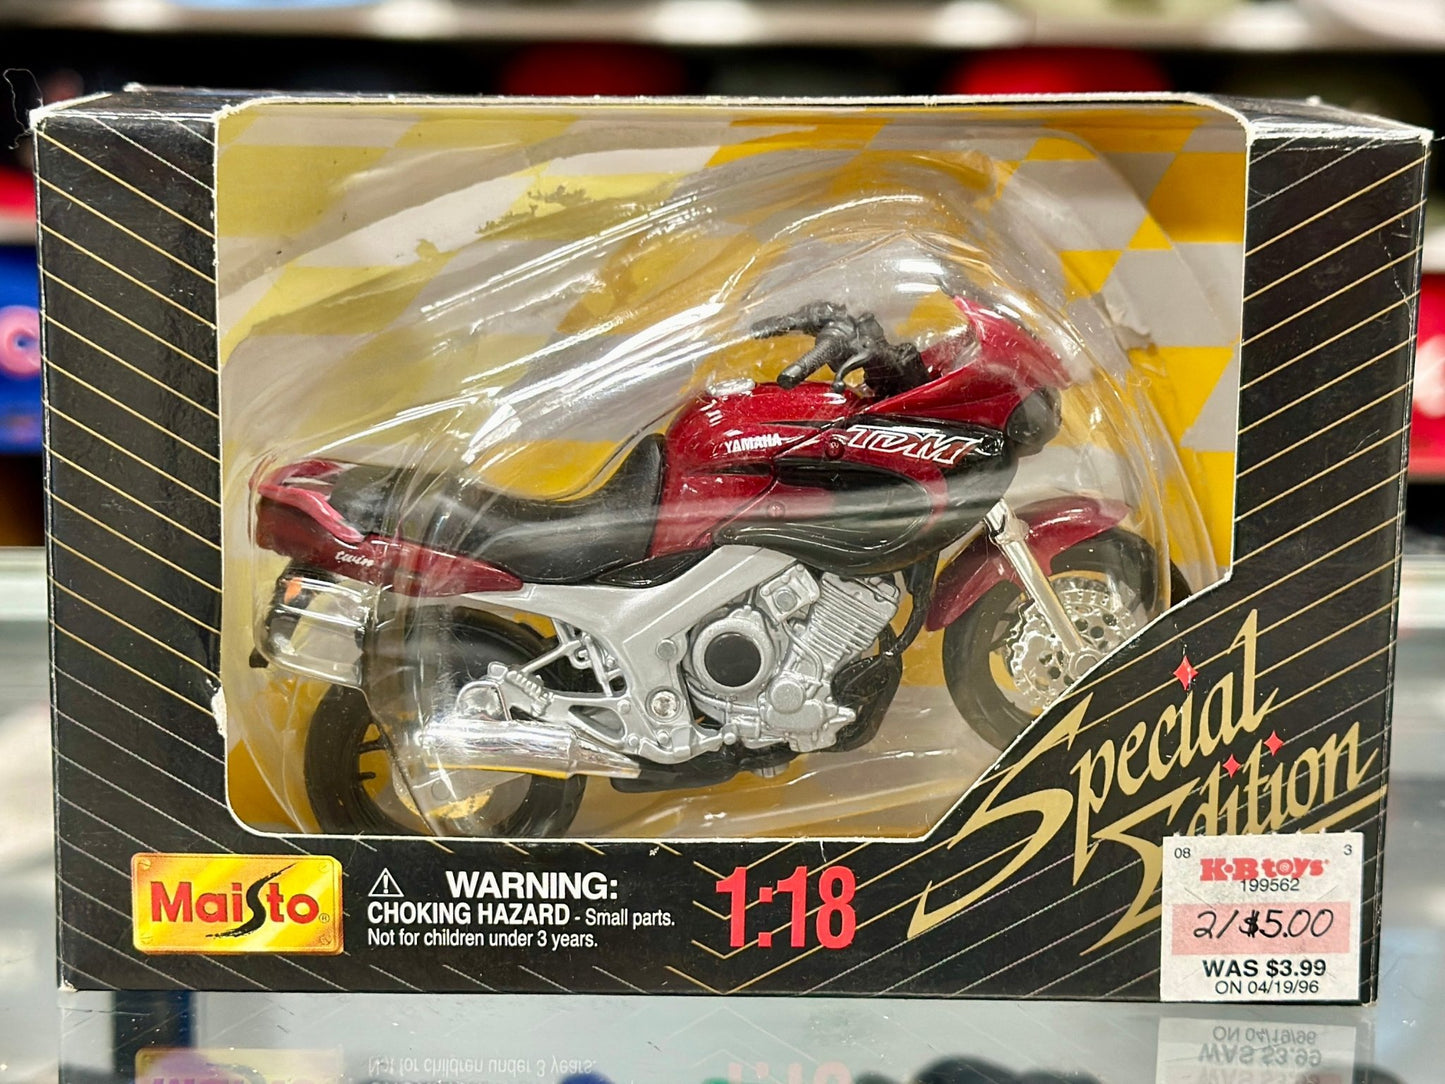 YAMAHA
TDM
twin
Special
Edition
Maisto®
WARNING:
CHOKING HAZARD - Small parts.
Not for children under 3 years.
1:18
08
3
K·B toys
199562
2/$5.00
WAS $3.99
ON 04/19/96